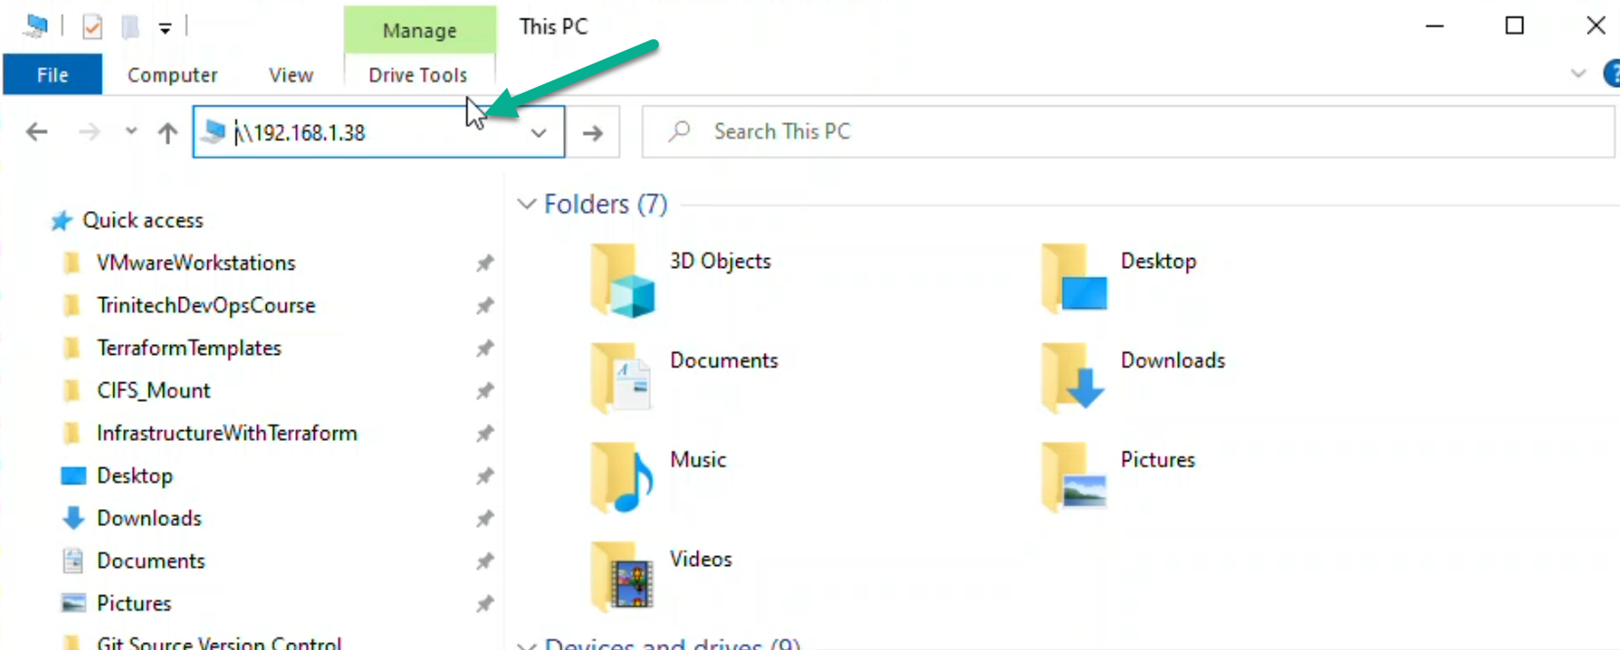 Manage
This PC
File
Computer
View
Drive Tools
\\192.168.1.38
Search This PC
Quick access
VMwareWorkstations
TrinitechDevOpsCourse
TerraformTemplates
CIFS_Mount
InfrastructureWithTerraform
Desktop
Downloads
Documents
Pictures
Git Source Version Control
Folders (7)
3D Objects
Desktop
Documents
Downloads
Music
Pictures
Videos
Devices and drives (9)